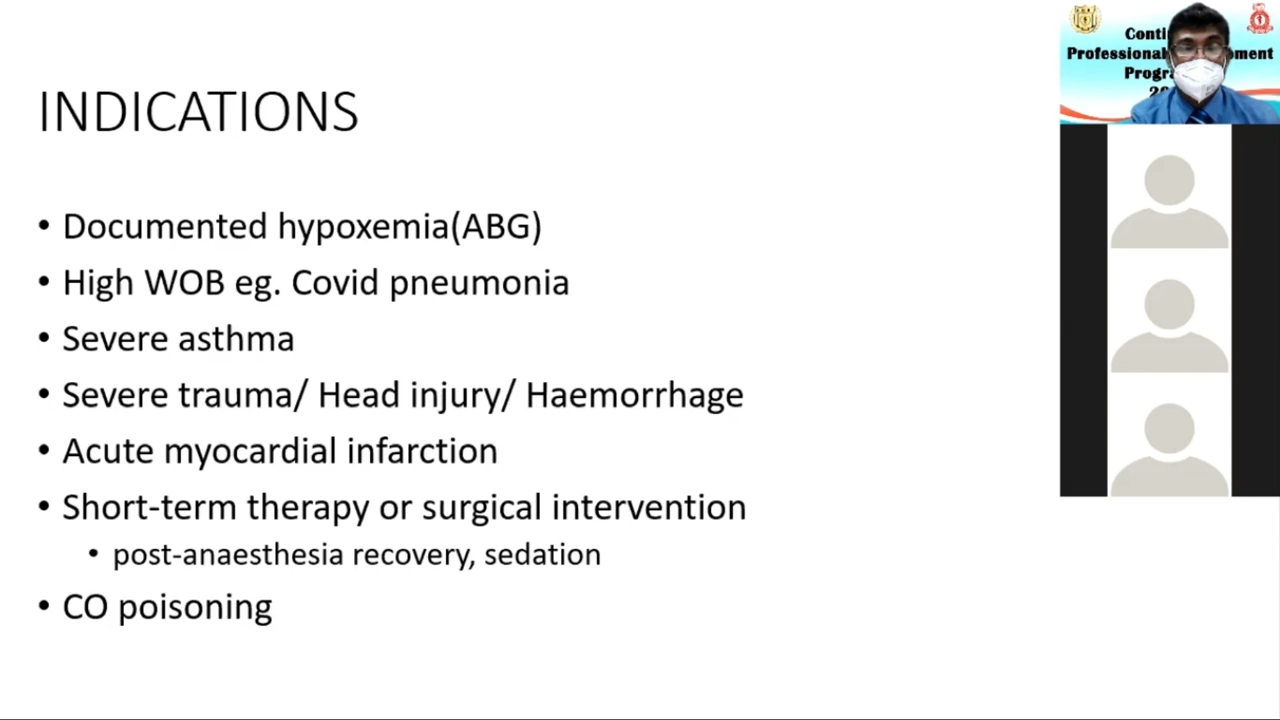 INDICATIONS
• Documented hypoxemia(ABG)
• High WOB eg. Covid pneumonia
• Severe asthma
• Severe trauma/ Head injury/ Haemorrhage
• Acute myocardial infarction
• Short-term therapy or surgical intervention
• post-anaesthesia recovery, sedation
• CO poisoning
Professional